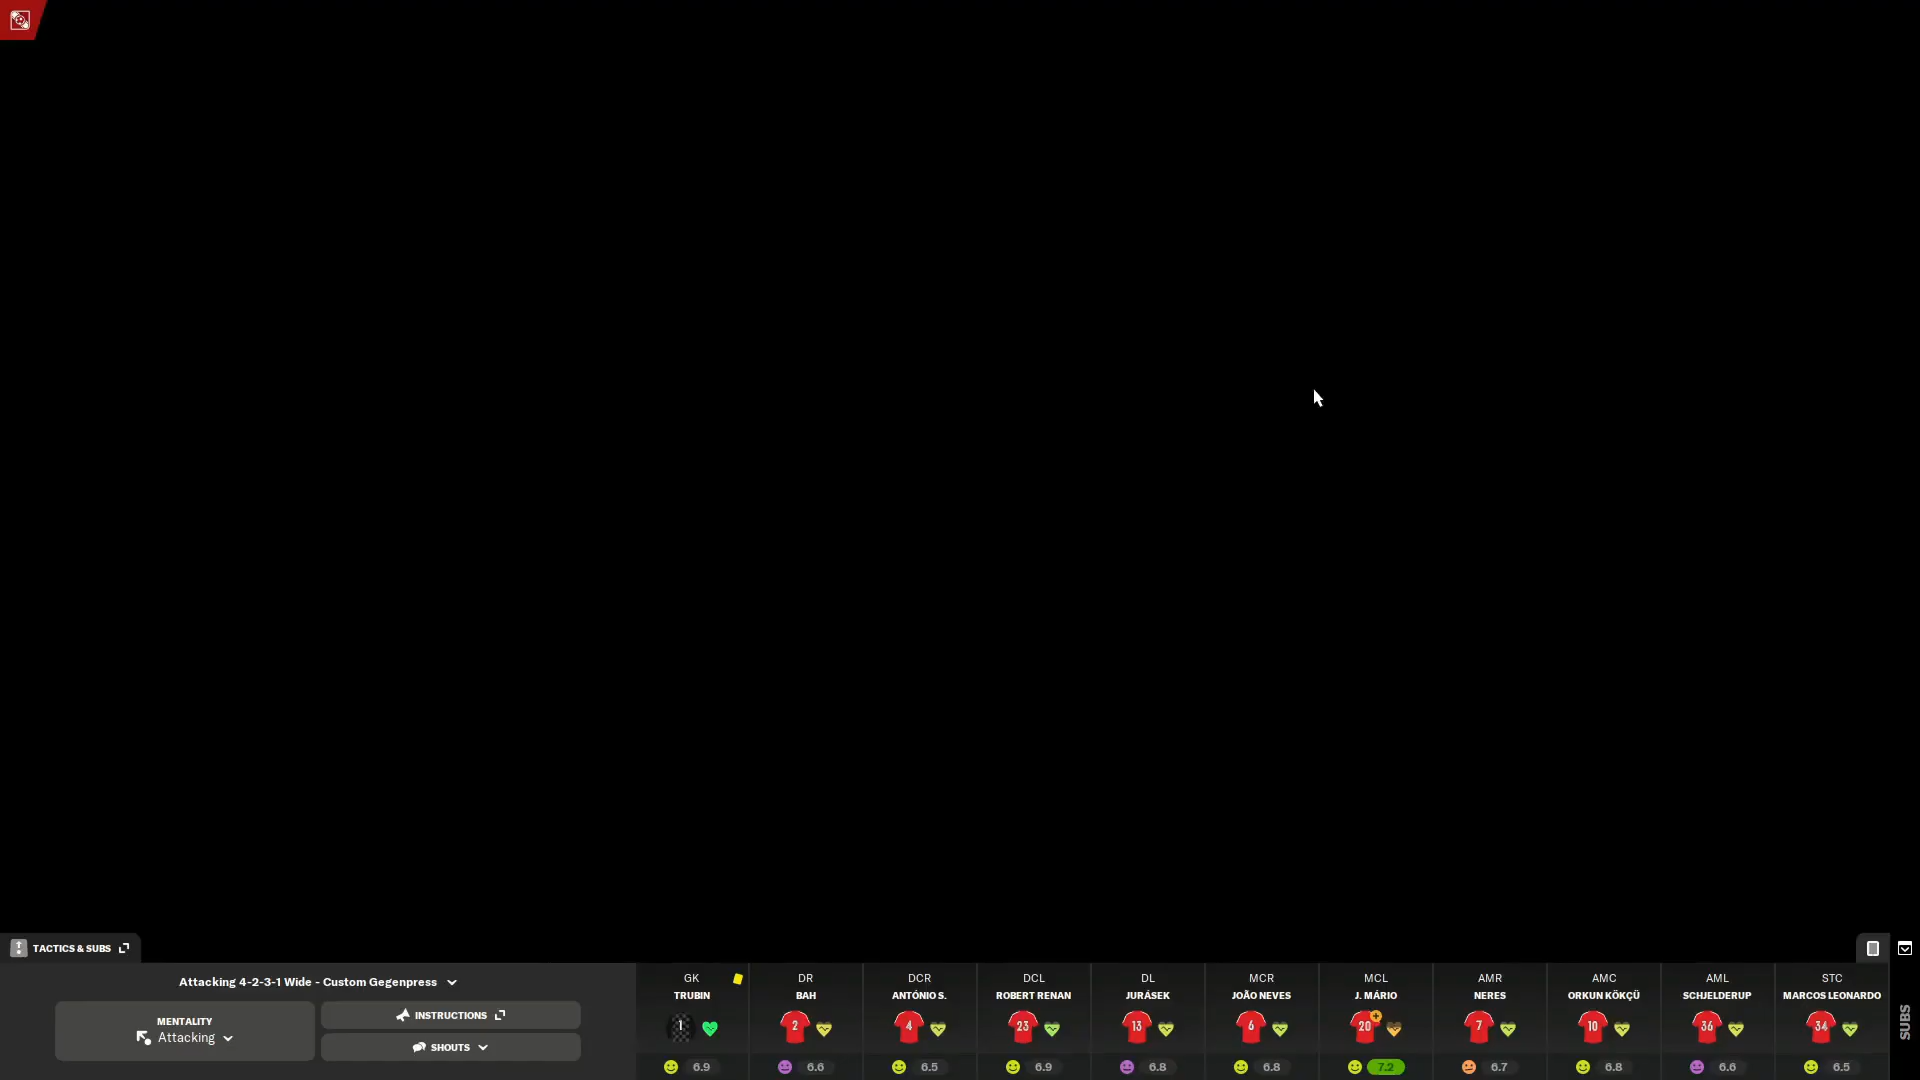 TACTICS & SUBS
Attacking 4-2-3-1 Wide - Custom Gegenpress
MENTALITY
Attacking
INSTRUCTIONS
SHOUTS
GK
TRUBIN
1
6.9
DR
BAH
2
6.6
DCR
ANTÓNIO S.
4
6.5
DCL
ROBERT RENAN
23
6.9
DL
JURÁSEK
13
6.8
MCR
JOÃO NEVES
6
6.8
MCL
J. MÁRIO
20
7.2
AMR
NERES
7
6.7
AMC
ORKUN KÖKÇÜ
10
6.8
AML
SCHJELDERUP
36
6.6
STC
MARCOS LEONARDO
34
6.5
SUBS